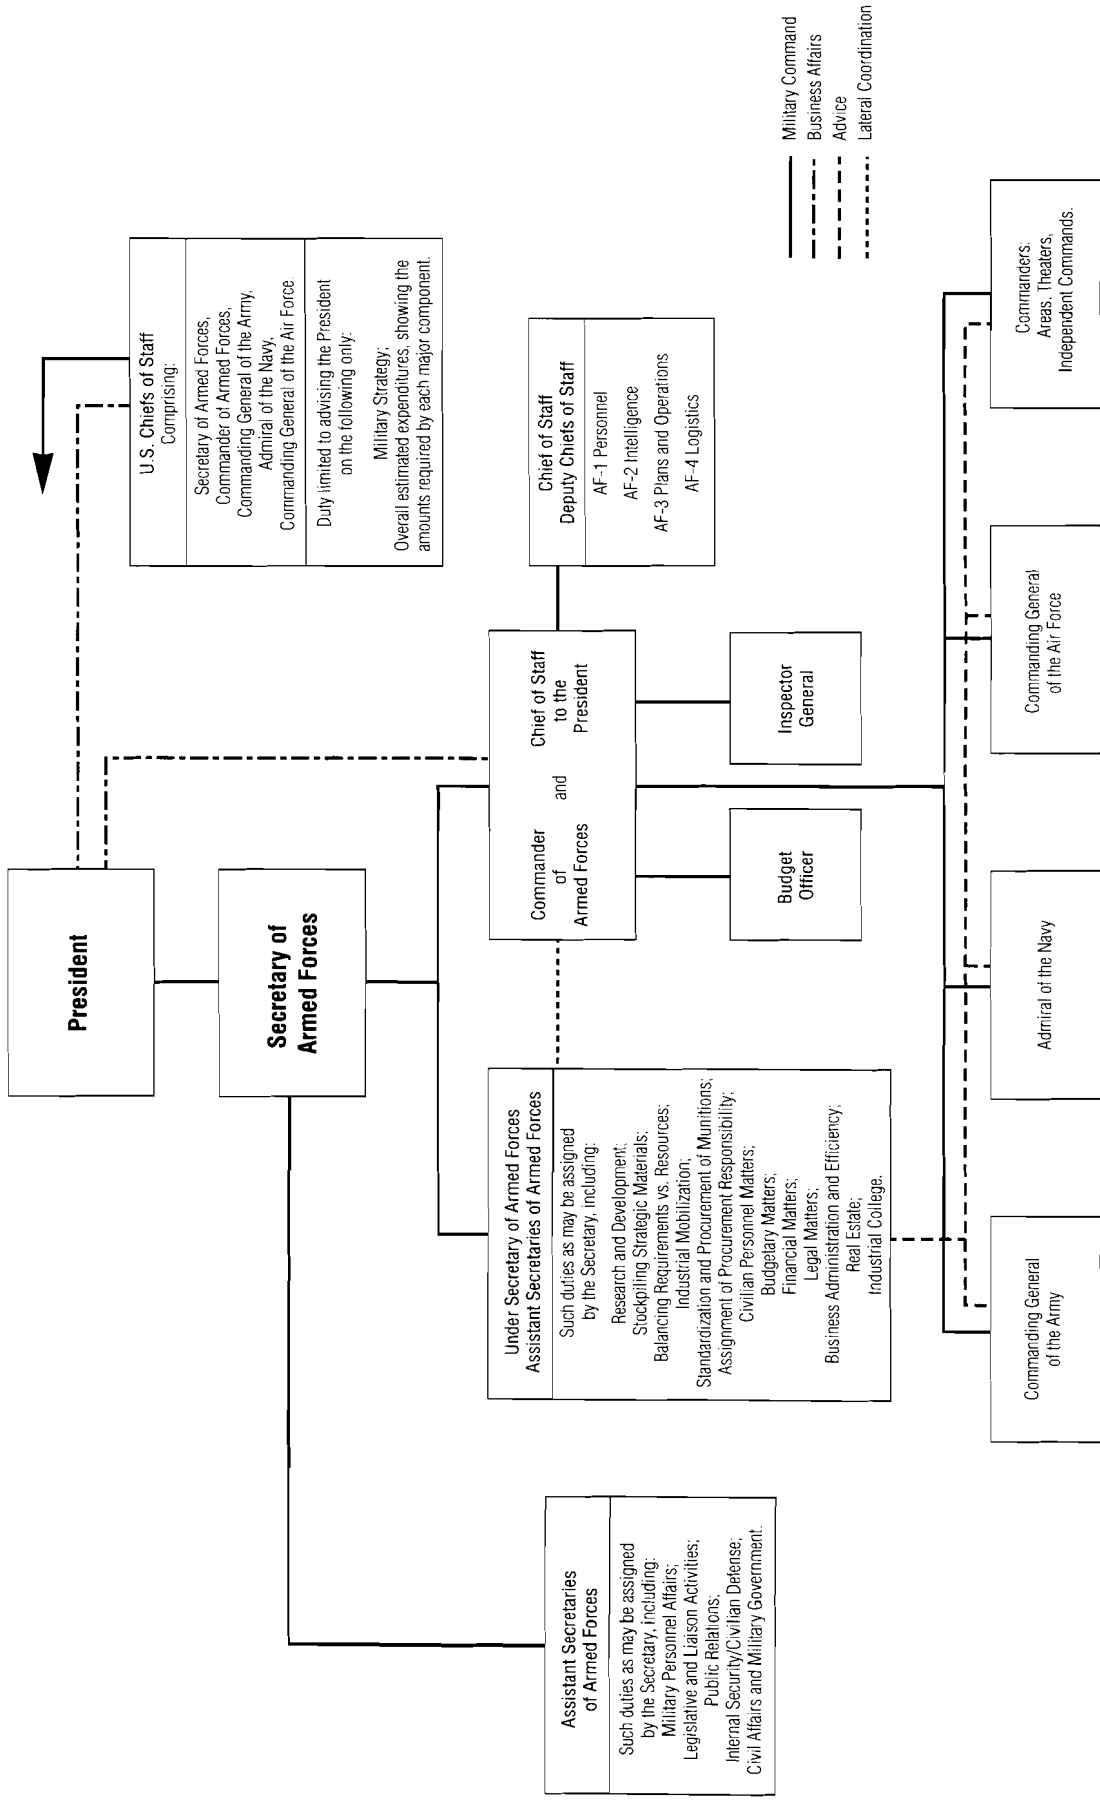 President
Secretary of
Armed Forces
U.S. Chiefs of Staff
Comprising:
Secretary of Armed Forces,
Commander of Armed Forces,
Commanding General of the Army,
Admiral of the Navy,
Commanding General of the Air Force.
Duty limited to advising the President
on the following only:
Military Strategy;
Overall estimated expenditures, showing the
amounts required by each major component.
Assistant Secretaries
of Armed Forces
Such duties as may be assigned
by the Secretary, including:
Military Personnel Affairs;
Legislative and Liaison Activities;
Public Relations;
Internal Security/Civilian Defense;
Civil Affairs and Military Government.
Under Secretary of Armed Forces
Assistant Secretaries of Armed Forces
Such duties as may be assigned
by the Secretary, including:
Research and Development;
Stockpiling Strategic Materials;
Balancing Requirements vs. Resources;
Industrial Mobilization;
Standardization and Procurement of Munitions;
Assignment of Procurement Responsibility;
Civilian Personnel Matters;
Budgetary Matters;
Financial Matters;
Legal Matters;
Business Administration and Efficiency;
Real Estate;
Industrial College.
Commander
of
Armed Forces
and
Chief of Staff
to the
President
Chief of Staff
Deputy Chiefs of Staff
AF-1 Personnel
AF-2 Intelligence
AF-3 Plans and Operations
AF-4 Logistics
Budget
Officer
Inspector
General
Military Command
Business Affairs
Advice
Lateral Coordination
Commanding General
of the Army
Admiral of the Navy
Commanding General
of the Air Force
Commanders:
Areas, Theaters,
Independent Commands.